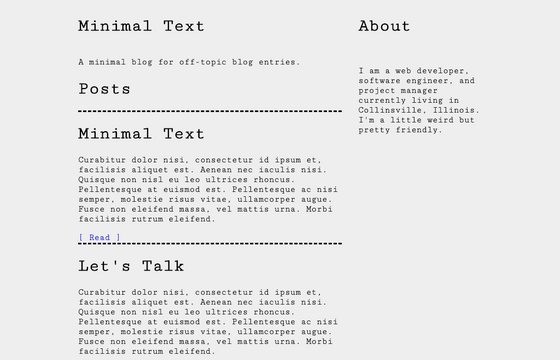 Minimal Text
A minimal blog for off-topic blog entries.
Posts
Minimal Text
Curabitur dolor nisi, consectetur id ipsum et,
facilisis aliquet est. Aenean nec iaculis nisi.
Quisque non nisl eu leo ultrices rhoncus.
Pellentesque at euismod est. Pellentesque ac nisi
semper, molestie risus vitae, ullamcorper augue.
Fusce non eleifend massa, vel mattis urna. Morbi
facilisis rutrum eleifend.
[ Read ]
Let's Talk
Curabitur dolor nisi, consectetur id ipsum et,
facilisis aliquet est. Aenean nec iaculis nisi.
Quisque non nisl eu leo ultrices rhoncus.
Pellentesque at euismod est. Pellentesque ac nisi
semper, molestie risus vitae, ullamcorper augue.
Fusce non eleifend massa, vel mattis urna. Morbi
facilisis rutrum eleifend.
About
I am a web developer,
software engineer, and
project manager
currently living in
Collinsville, Illinois.
I'm a little weird but
pretty friendly.